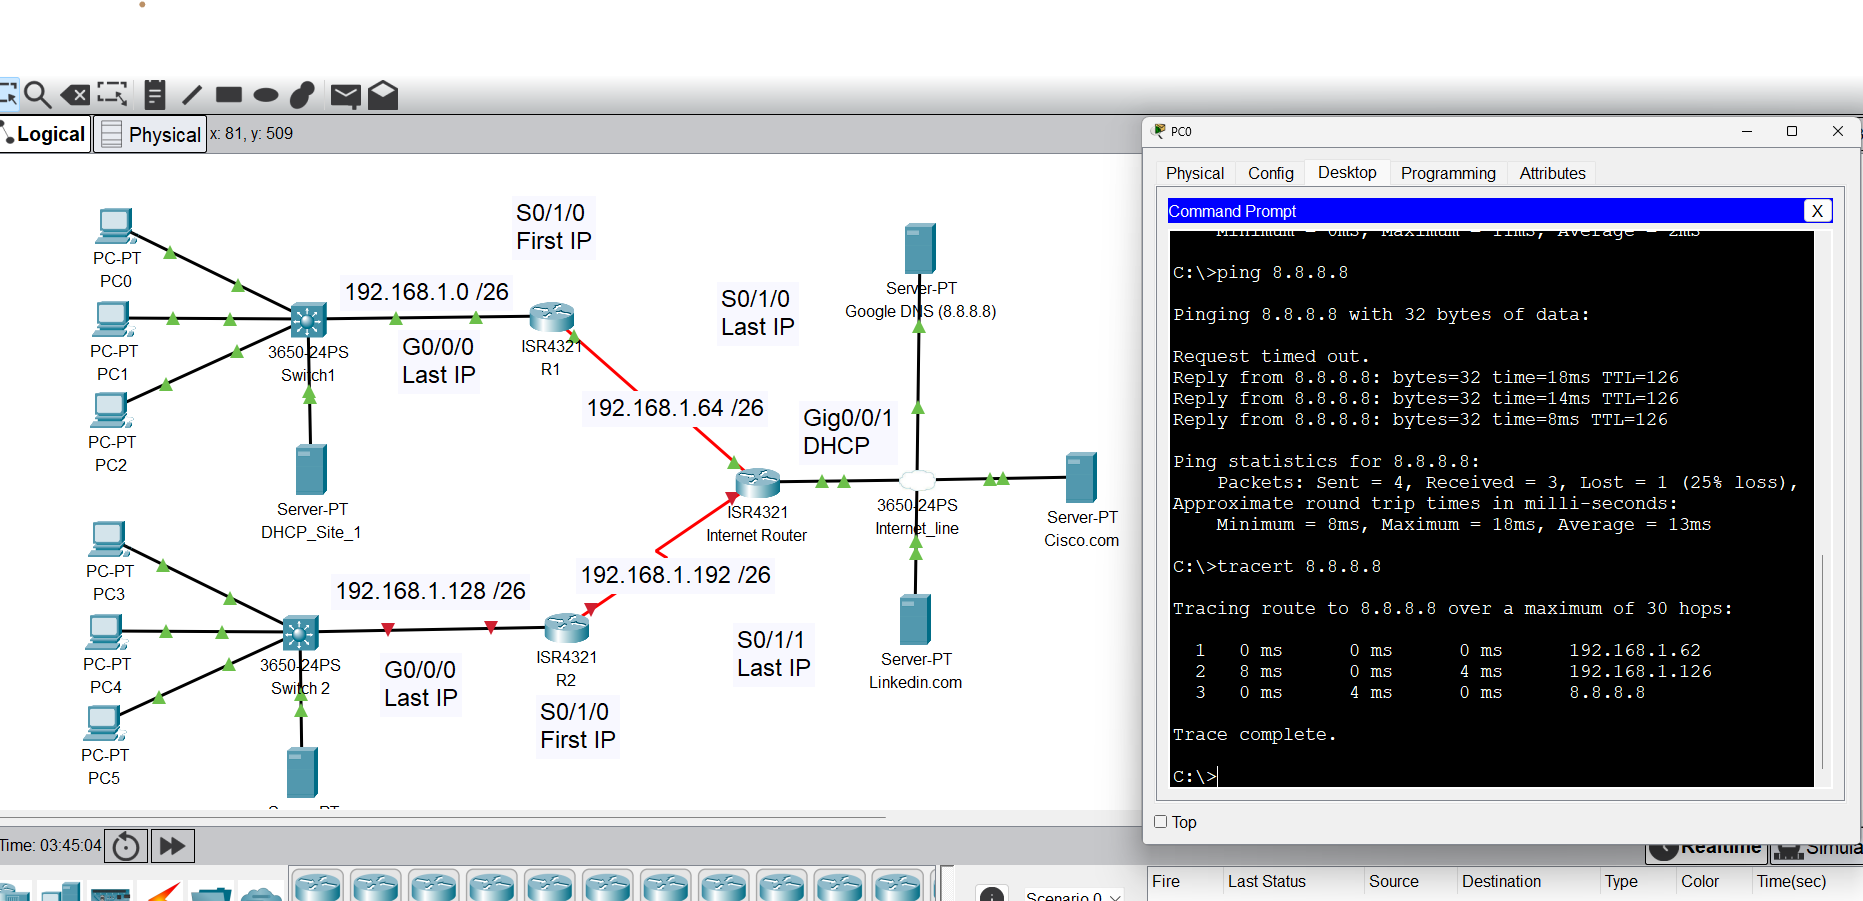 Logical
Physical
x: 81, y: 509
S0/1/0
First IP
PC-PT
PC0
192.168.1.0 /26
S0/1/0
Last IP
Server-PT
Google DNS (8.8.8.8)
PC-PT
PC1
3650-24PS
Switch1
G0/0/0
Last IP
ISR4321
R1
192.168.1.64 /26
Gig0/0/1
DHCP
PC-PT
PC2
Server-PT
DHCP_Site_1
ISR4321
Internet Router
3650-24PS
Internet_line
Server-PT
Cisco.com
PC-PT
PC3
192.168.1.128 /26
192.168.1.192 /26
PC-PT
PC4
3650-24PS
Switch 2
G0/0/0
Last IP
ISR4321
R2
S0/1/1
Last IP
Server-PT
Linkedin.com
S0/1/0
First IP
PC-PT
PC5
Time: 03:45:04
PC0
Physical
Config
Desktop
Programming
Attributes
Command Prompt
X
Minimum = 0ms, Maximum = 11ms, Average = 2ms
C:\>ping 8.8.8.8
Pinging 8.8.8.8 with 32 bytes of data:
Request timed out.
Reply from 8.8.8.8: bytes=32 time=18ms TTL=126
Reply from 8.8.8.8: bytes=32 time=14ms TTL=126
Reply from 8.8.8.8: bytes=32 time=8ms TTL=126
Ping statistics for 8.8.8.8:
Packets: Sent = 4, Received = 3, Lost = 1 (25% loss),
Approximate round trip times in milli-seconds:
Minimum = 8ms, Maximum = 18ms, Average = 13ms
C:\>tracert 8.8.8.8
Tracing route to 8.8.8.8 over a maximum of 30 hops:
1 0 ms 0 ms 0 ms 192.168.1.62
2 8 ms 0 ms 4 ms 192.168.1.126
3 0 ms 4 ms 0 ms 8.8.8.8
Trace complete.
C:\>
Top
Realtime
Simula
Scenario 0
Fire
Last Status
Source
Destination
Type
Color
Time(sec)